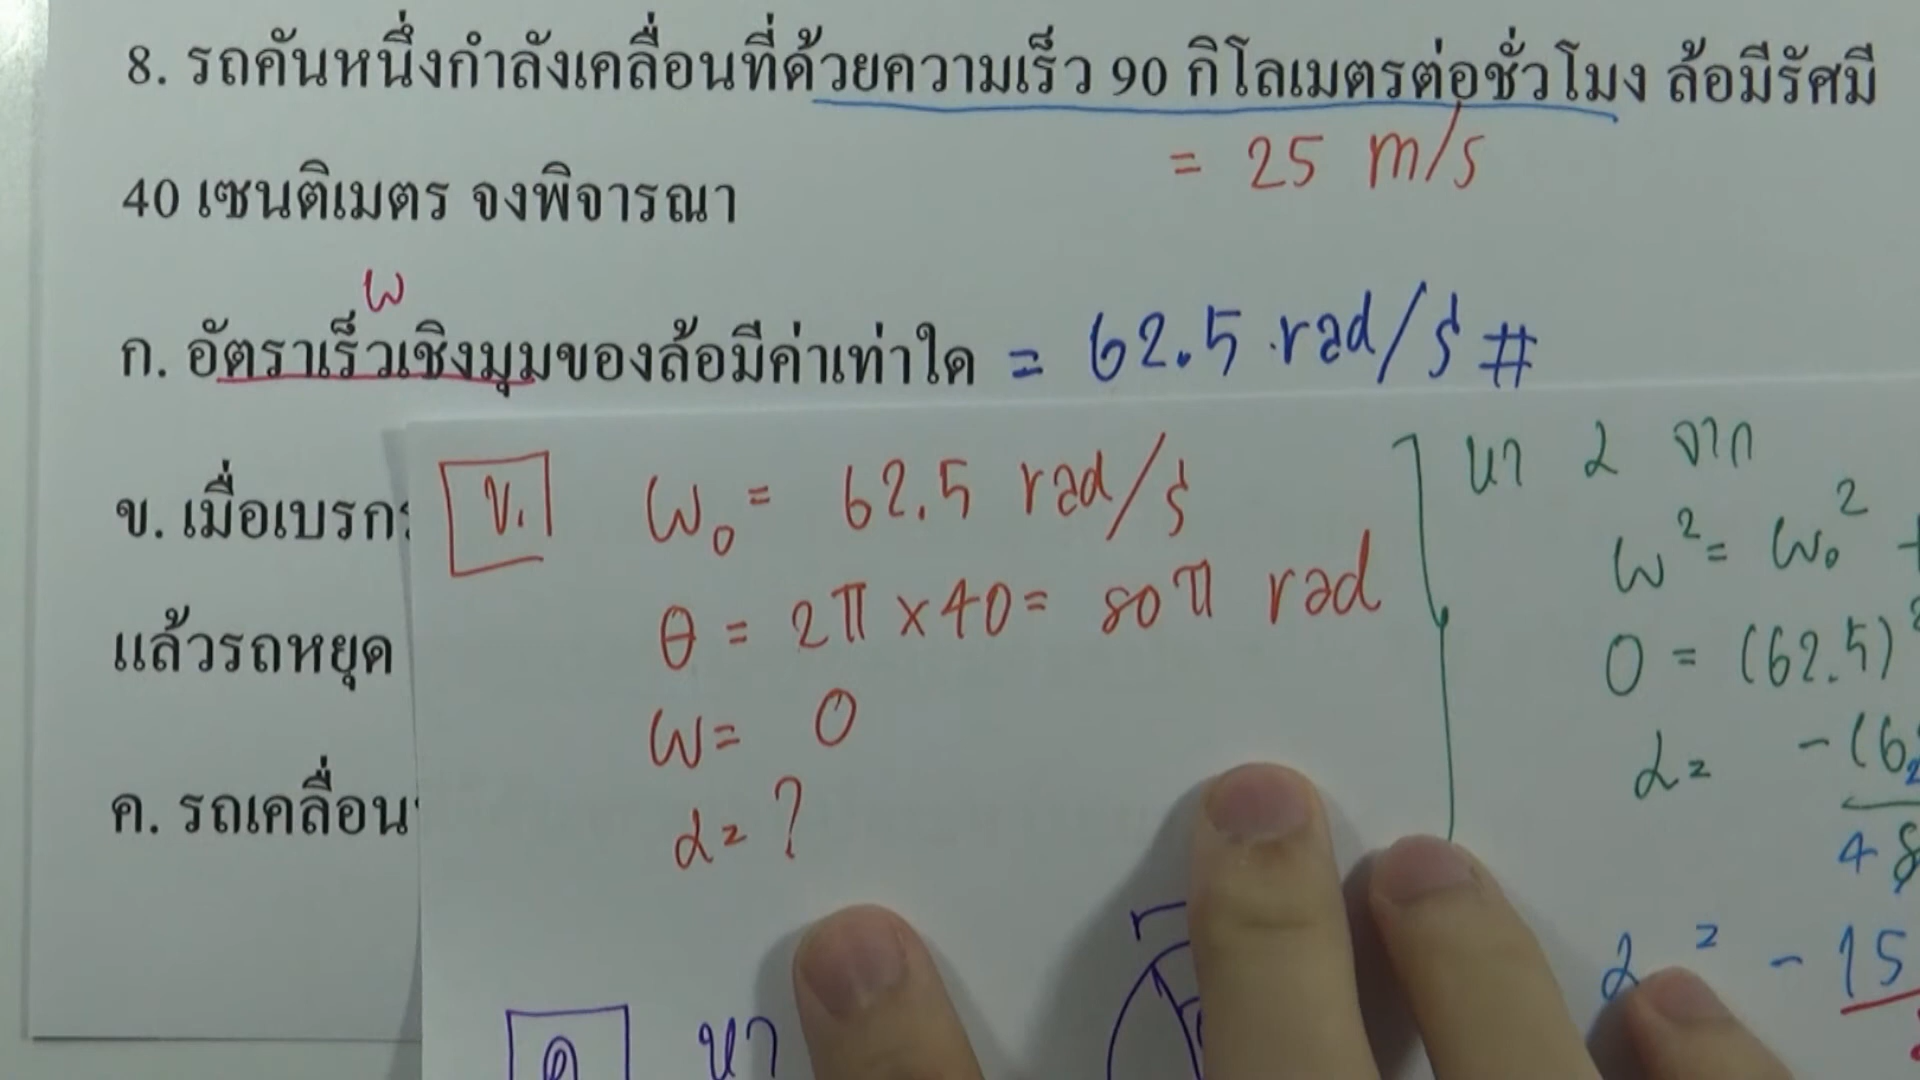 8. รถคันหนึ่งกำลังเคลื่อนที่ด้วยความเร็ว 90 กิโลเมตรต่อชั่วโมง ล้อมีรัศมี
= 25 m/s
40 เซนติเมตร จงพิจารณา
ω
ก. อัตราเร็วเชิงมุมของล้อมีค่าเท่าใด = 62.5 rad/s #
ข. เมื่อเบรก
แล้วรถหยุด
ค. รถเคลื่อน
ข.
ω₀ = 62.5 rad/s
θ = 2π × 40 = 80π rad
ω = 0
α = ?
หา α จาก
ω² = ω₀² +
0 = (62.5)²
α = -(6
4 8
α = -15
ค หา
r